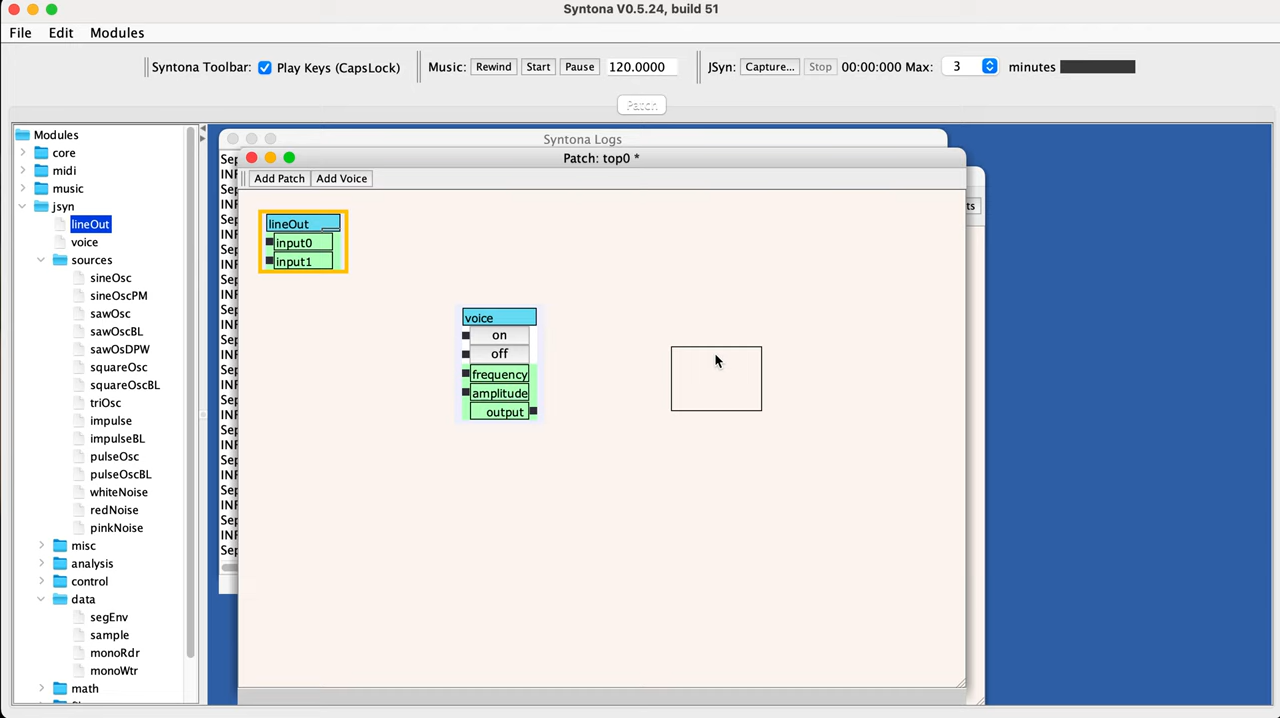 Syntona V0.5.24, build 51
File Edit Modules
Syntona Toolbar: Play Keys (CapsLock) Music: Rewind Start Pause 120.0000 JSyn: Capture... Stop 00:00:000 Max: 3 minutes
Patch
Modules
core
midi
music
jsyn
lineOut
voice
sources
sineOsc
sineOscPM
sawOsc
sawOscBL
sawOsDPW
squareOsc
squareOscBL
triOsc
impulse
impulseBL
pulseOsc
pulseOscBL
whiteNoise
redNoise
pinkNoise
misc
analysis
control
data
segEnv
sample
monoRdr
monoWtr
math
Syntona Logs
Patch: top0 *
Add Patch Add Voice
lineOut
input0
input1
voice
on
off
frequency
amplitude
output